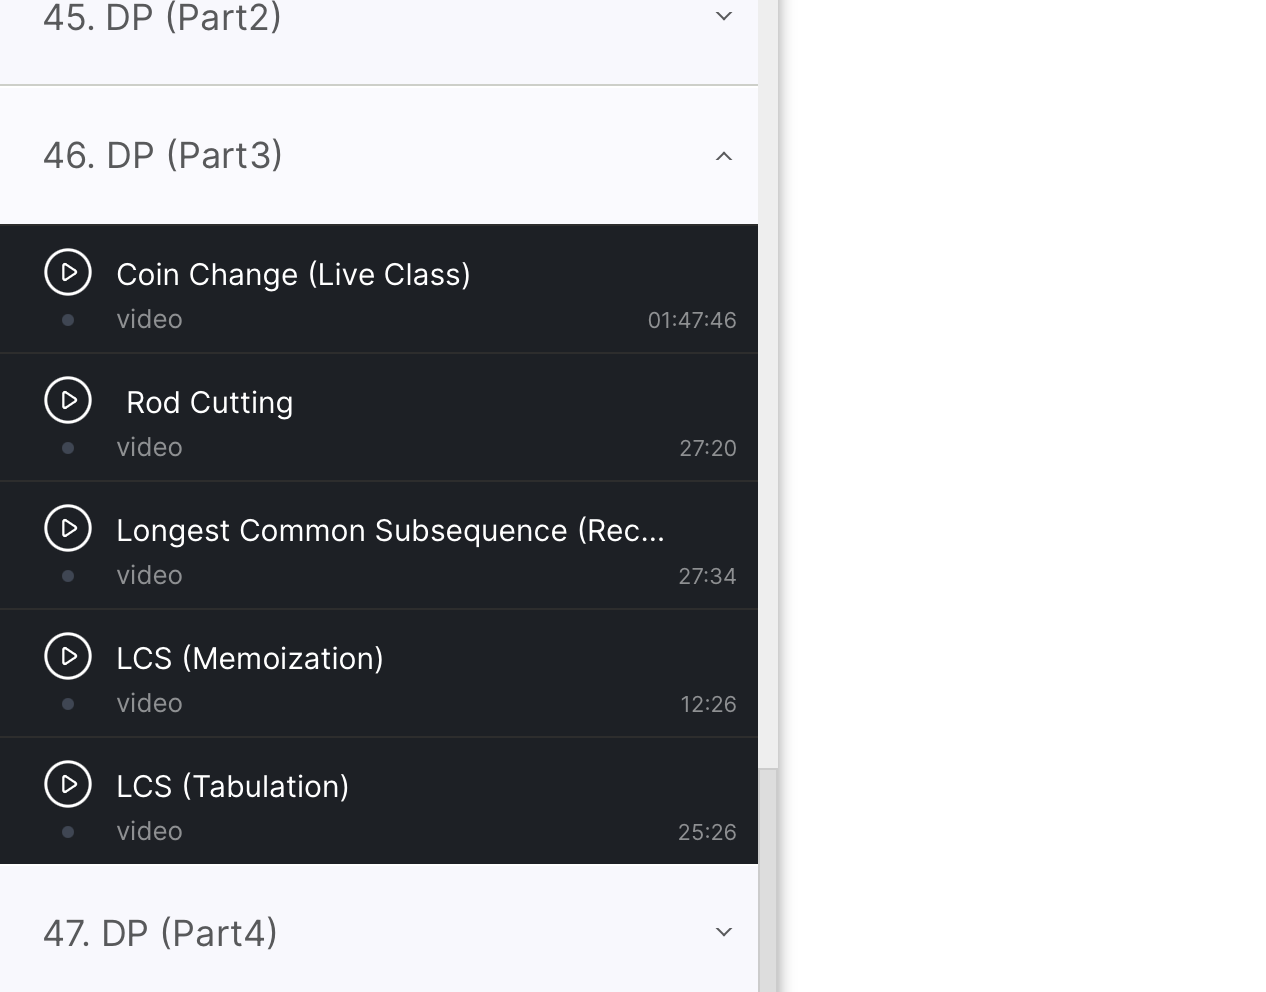 45. DP (Part2)
46. DP (Part3)
Coin Change (Live Class)
video 01:47:46
Rod Cutting
video 27:20
Longest Common Subsequence (Rec...
video 27:34
LCS (Memoization)
video 12:26
LCS (Tabulation)
video 25:26
47. DP (Part4)